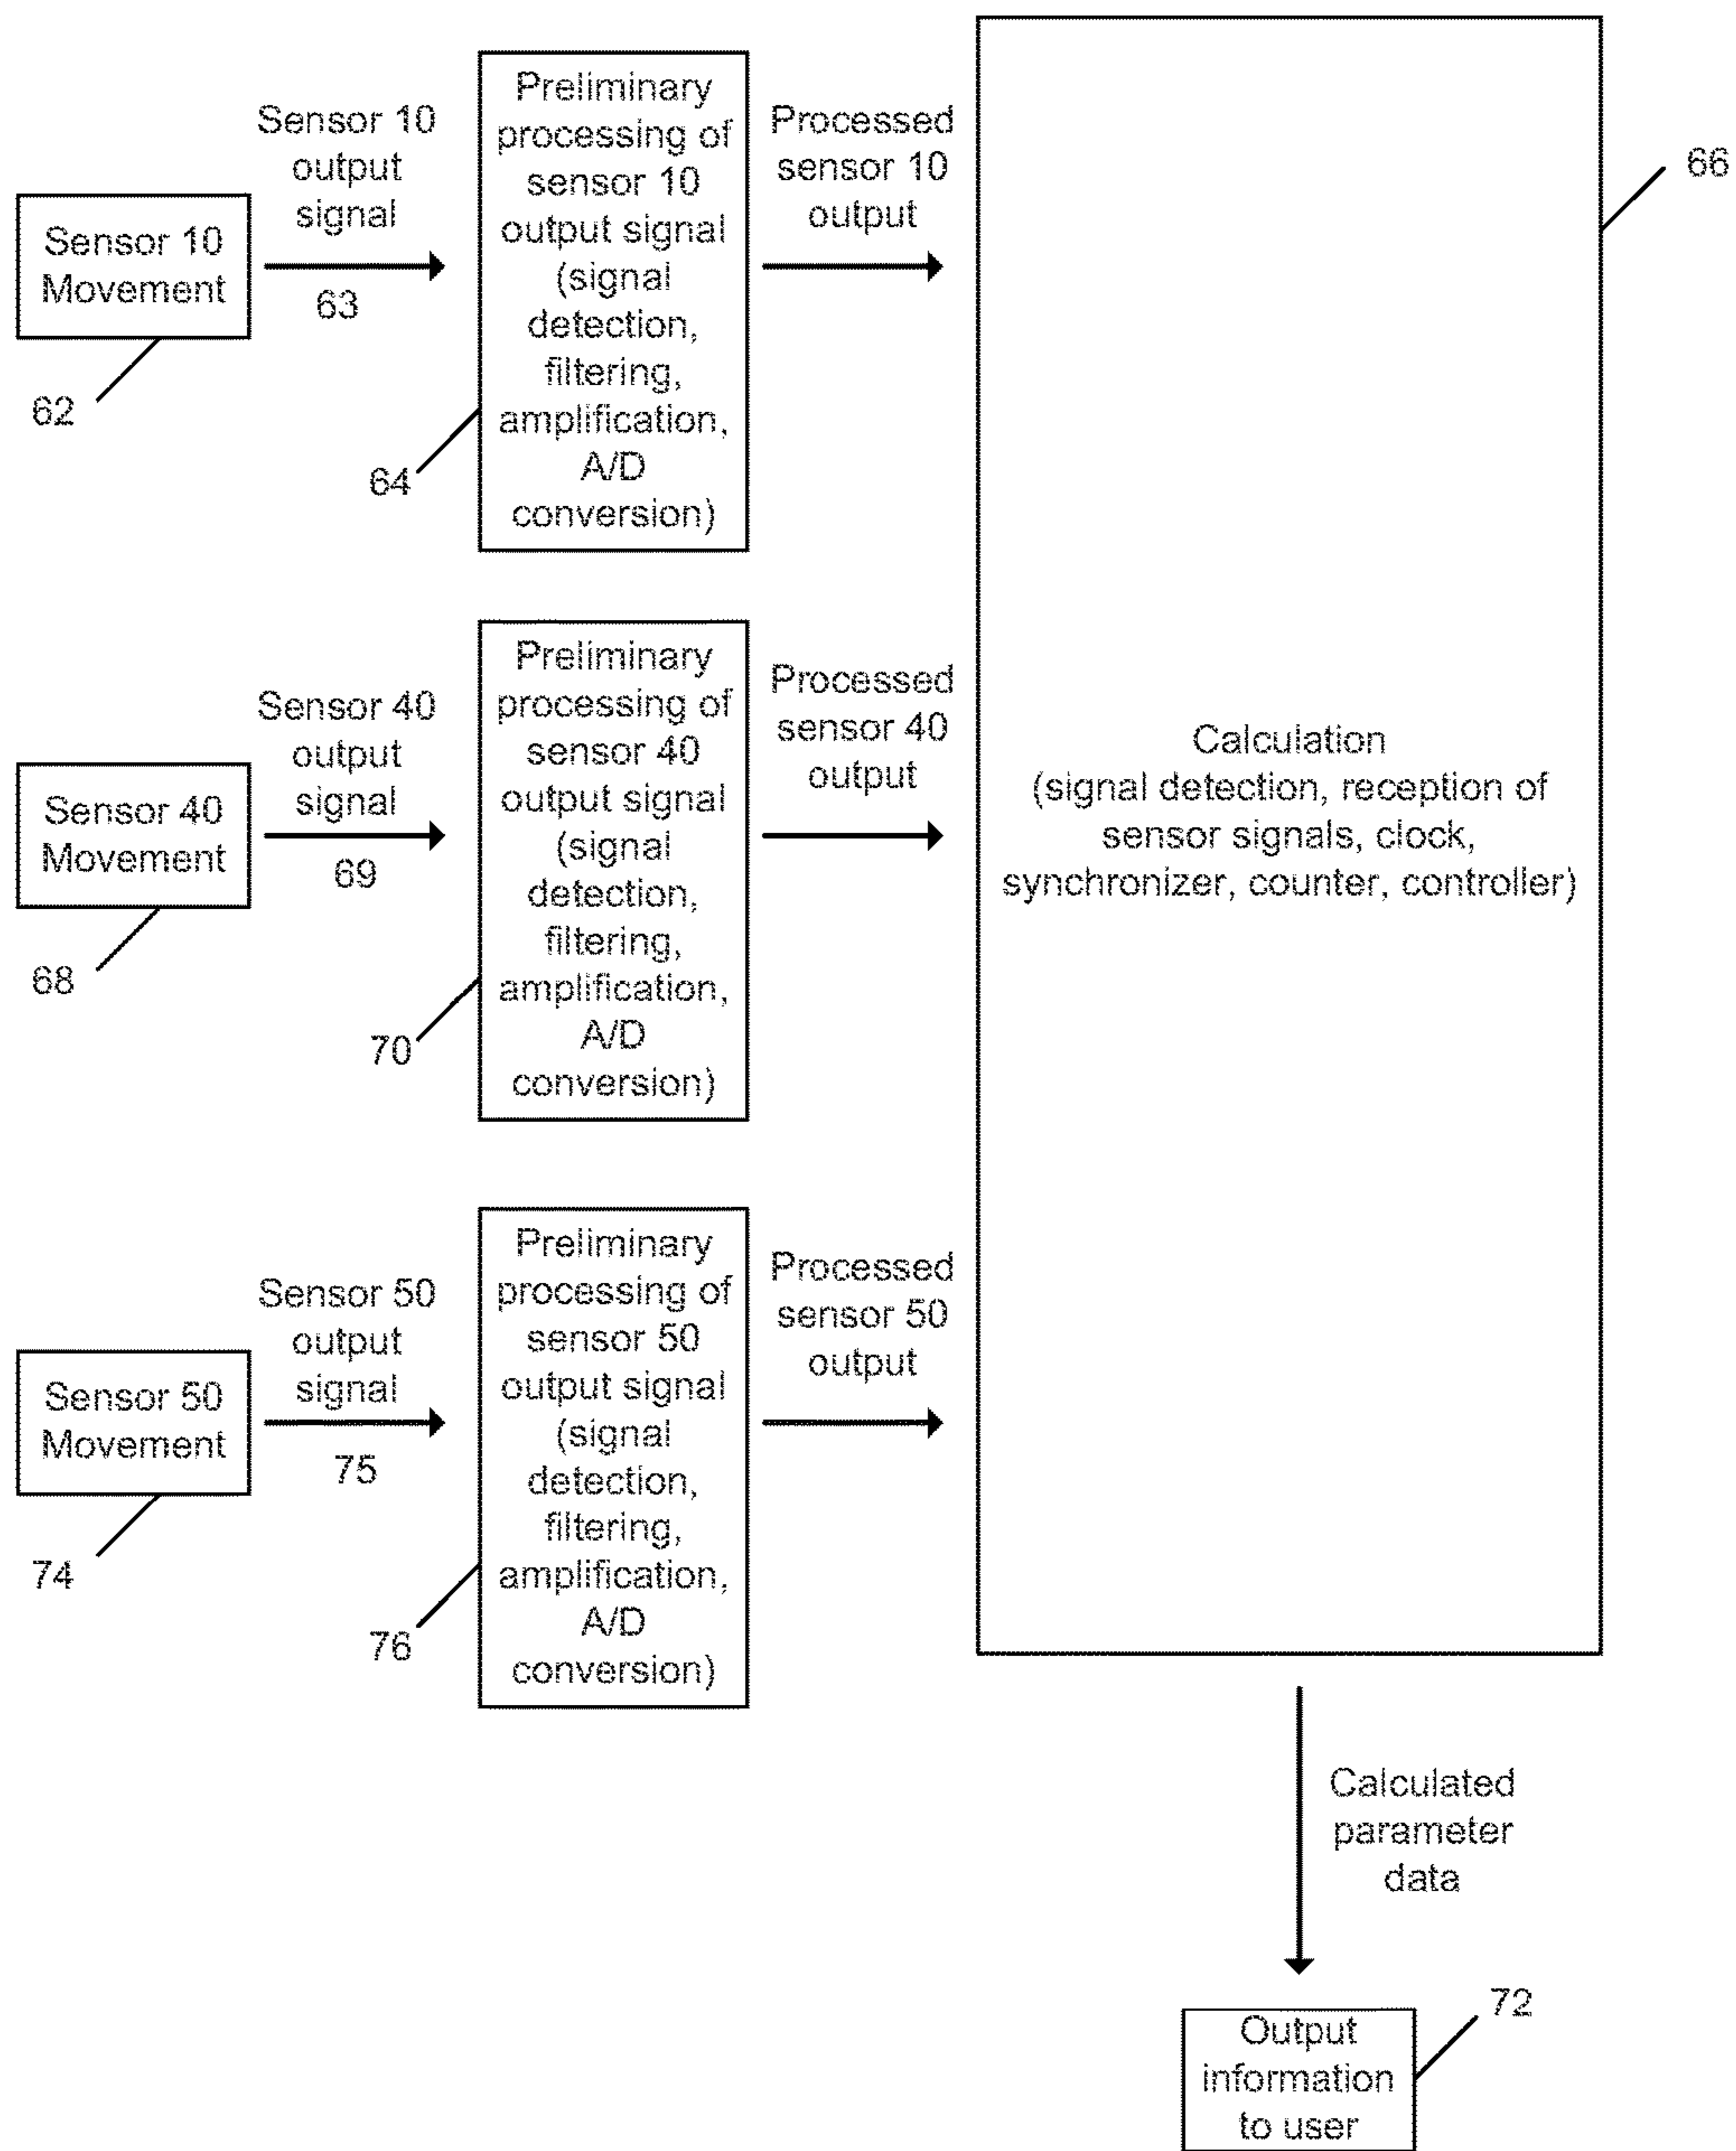 Sensor 10
Movement
62
Sensor 10
output
signal
63
Preliminary
processing of
sensor 10
output signal
(signal
detection,
filtering,
amplification,
A/D
conversion)
64
Processed
sensor 10
output
Sensor 40
Movement
68
Sensor 40
output
signal
69
Preliminary
processing of
sensor 40
output signal
(signal
detection,
filtering,
amplification,
A/D
conversion)
70
Processed
sensor 40
output
Sensor 50
Movement
74
Sensor 50
output
signal
75
Preliminary
processing of
sensor 50
output signal
(signal
detection,
filtering,
amplification,
A/D
conversion)
76
Processed
sensor 50
output
Calculation
(signal detection, reception of
sensor signals, clock,
synchronizer, counter, controller)
66
Calculated
parameter
data
Output
information
to user
72